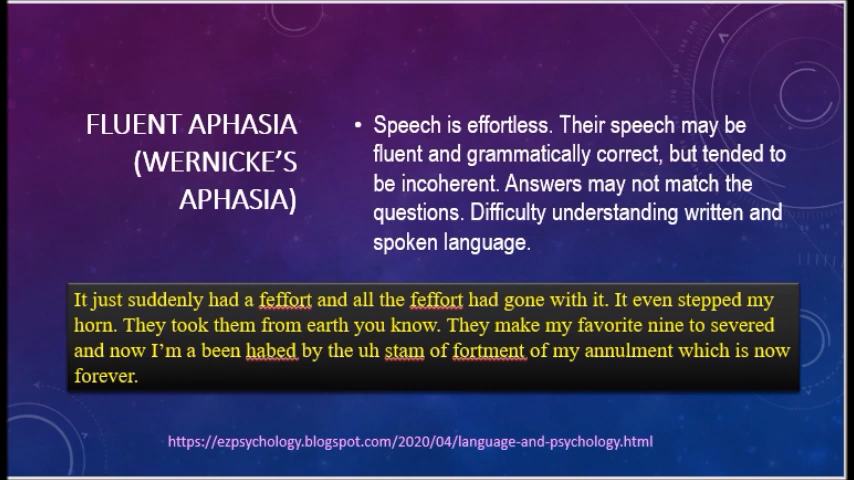 FLUENT APHASIA
(WERNICKE'S
APHASIA)
• Speech is effortless. Their speech may be
fluent and grammatically correct, but tended to
be incoherent. Answers may not match the
questions. Difficulty understanding written and
spoken language.
It just suddenly had a feffort and all the feffort had gone with it. It even stepped my
horn. They took them from earth you know. They make my favorite nine to severed
and now I'm a been habed by the uh stam of fortment of my annulment which is now
forever.
https://ezpsychology.blogspot.com/2020/04/language-and-psychology.html